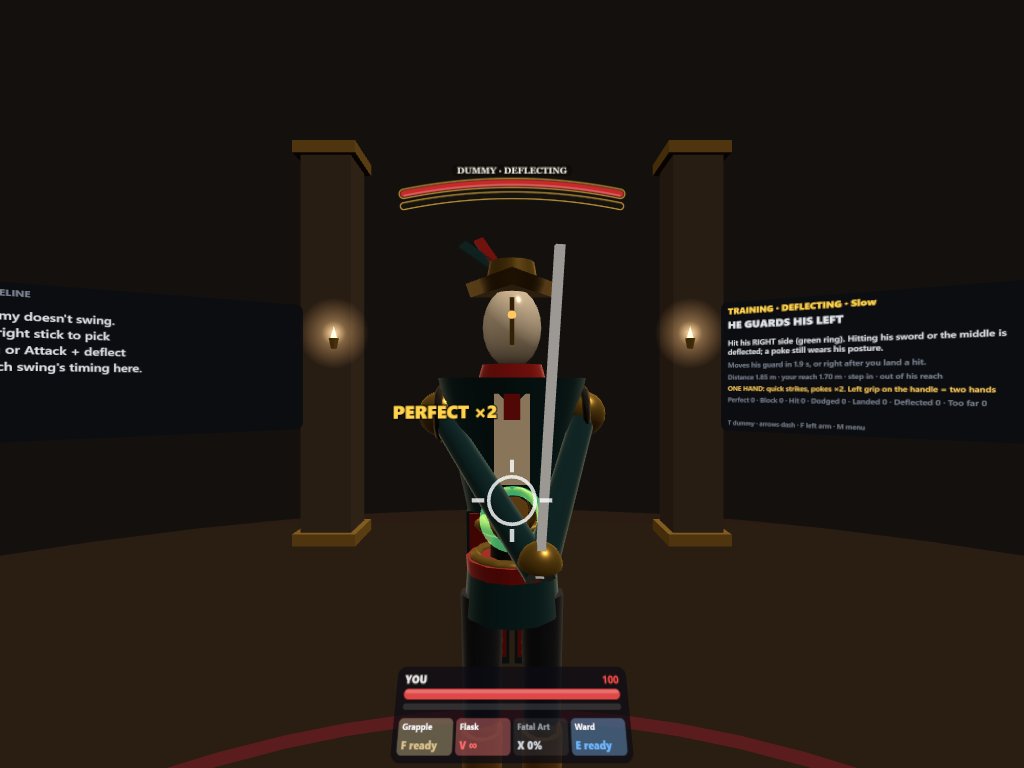 DUMMY · DEFLECTING
ELINE
my doesn't swing.
right stick to pick
or Attack + deflect
ch swing's timing here.
TRAINING · DEFLECTING · Slow
HE GUARDS HIS LEFT
Hit his RIGHT side (green ring). Hitting his sword or the middle is
deflected; a poke still wears his posture.
Moves his guard in 1.9 s, or right after you land a hit.
Distance 1.85 m · your reach 1.70 m · step in · out of his reach
ONE HAND: quick strikes, pokes ×2. Left grip on the handle = two hands
Perfect 0 · Block 0 · Hit 0 · Dodged 0 · Landed 0 · Deflected 0 · Too far 0
T dummy · arrows dash · F left arm · M menu
PERFECT ×2
YOU 100
Grapple Flask Fatal Art Ward
F ready V ∞ X 0% E ready